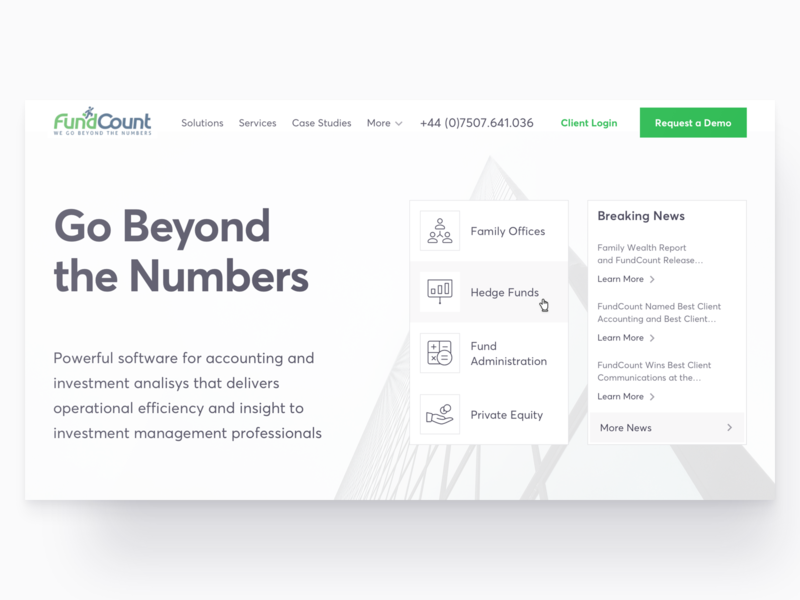 FundCount
WE GO BEYOND THE NUMBERS
Solutions
Services
Case Studies
More
+44 (0)7507.641.036
Client Login
Request a Demo
Go Beyond
the Numbers
Powerful software for accounting and
investment analisys that delivers
operational efficiency and insight to
investment management professionals
Family Offices
Hedge Funds
Fund
Administration
Private Equity
Breaking News
Family Wealth Report
and FundCount Release...
Learn More
FundCount Named Best Client
Accounting and Best Client...
Learn More
FundCount Wins Best Client
Communications at the...
Learn More
More News